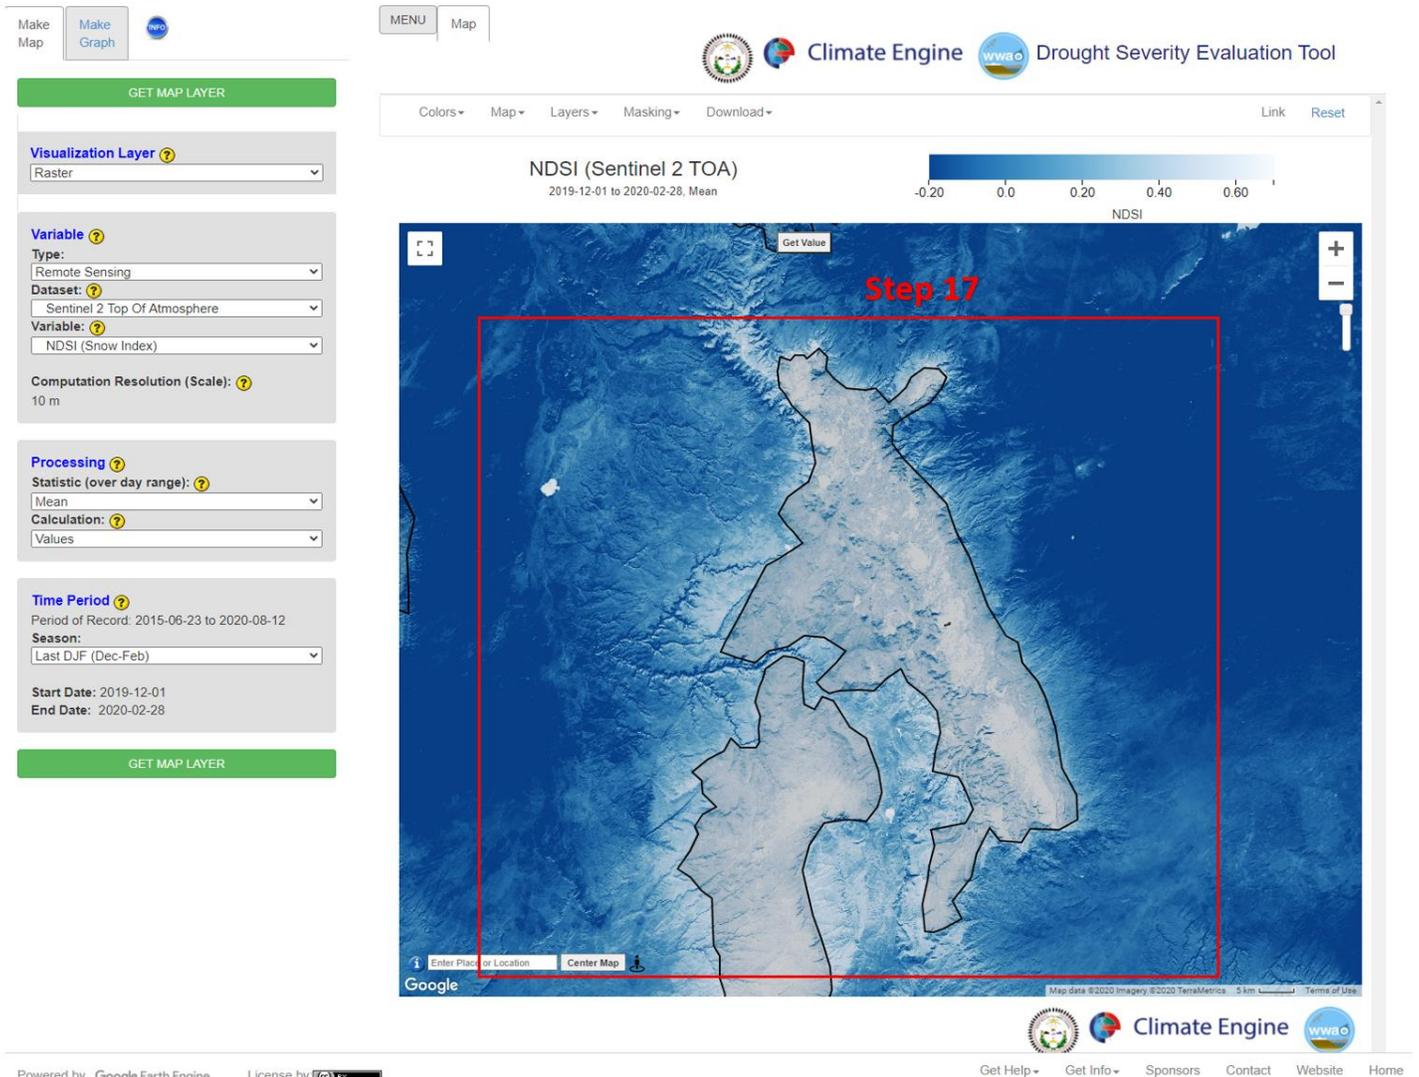 Make
Map
Make
Graph
INFO
GET MAP LAYER
Visualization Layer ?
Raster
Variable ?
Type:
Remote Sensing
Dataset: ?
Sentinel 2 Top Of Atmosphere
Variable: ?
NDSI (Snow Index)
Computation Resolution (Scale): ?
10 m
Processing ?
Statistic (over day range): ?
Mean
Calculation: ?
Values
Time Period ?
Period of Record: 2015-06-23 to 2020-08-12
Season:
Last DJF (Dec-Feb)
Start Date: 2019-12-01
End Date: 2020-02-28
GET MAP LAYER
MENU
Map
Climate Engine
wwao
Drought Severity Evaluation Tool
Colors Map Layers Masking Download Link Reset
NDSI (Sentinel 2 TOA)
2019-12-01 to 2020-02-28, Mean
-0.20 0.0 0.20 0.40 0.60
NDSI
Get Value
+
−
Step 17
i Enter Place or Location Center Map
Google
Map data ©2020 Imagery ©2020 TerraMetrics 5 km Terms of Use
Climate Engine
wwao
Powered by Google Earth Engine License by
Get Help Get Info Sponsors Contact Website Home